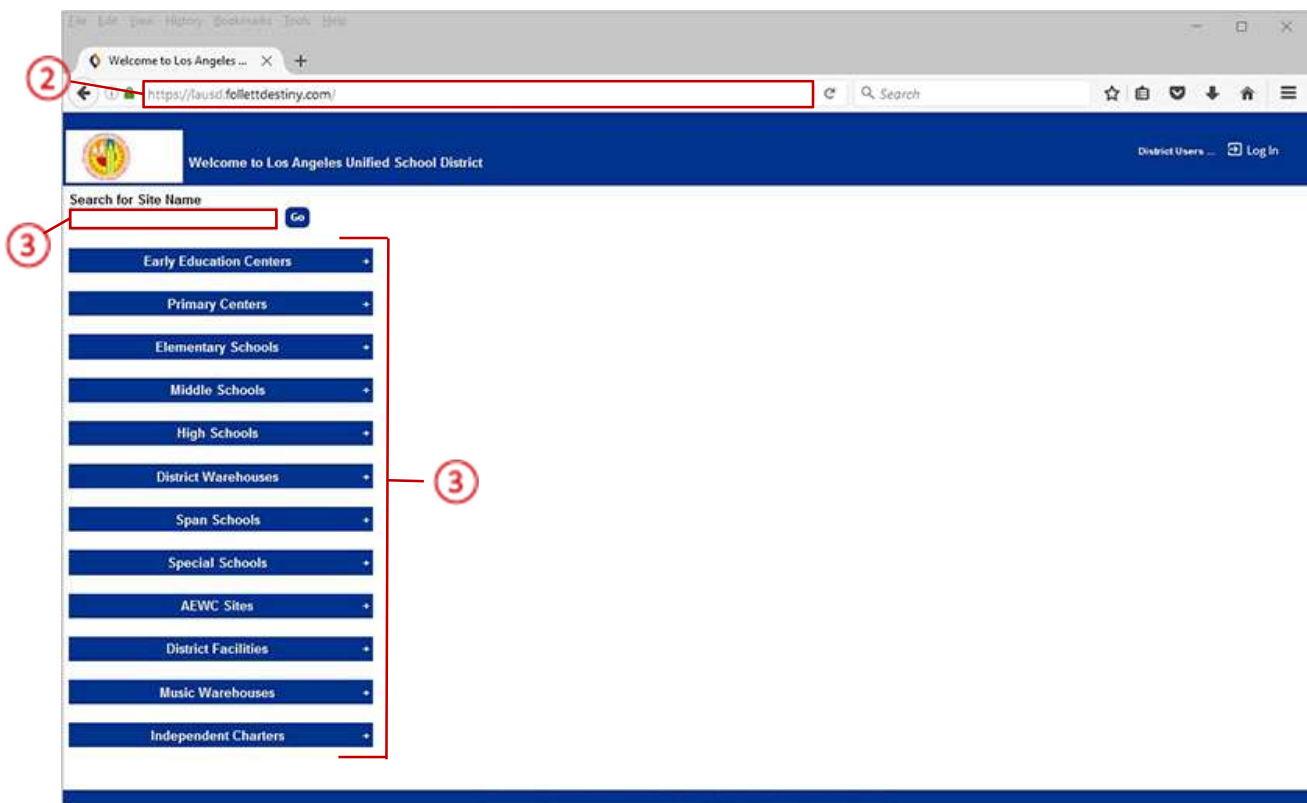 File Edit View History Bookmarks Tools Help
Welcome to Los Angeles ...
2
https://lausd.follettdestiny.com/
Search
Welcome to Los Angeles Unified School District
District Users ... Log In
Search for Site Name
Go
3
Early Education Centers +
Primary Centers +
Elementary Schools +
Middle Schools +
High Schools +
District Warehouses +
3
Span Schools +
Special Schools +
AEWC Sites +
District Facilities +
Music Warehouses +
Independent Charters +